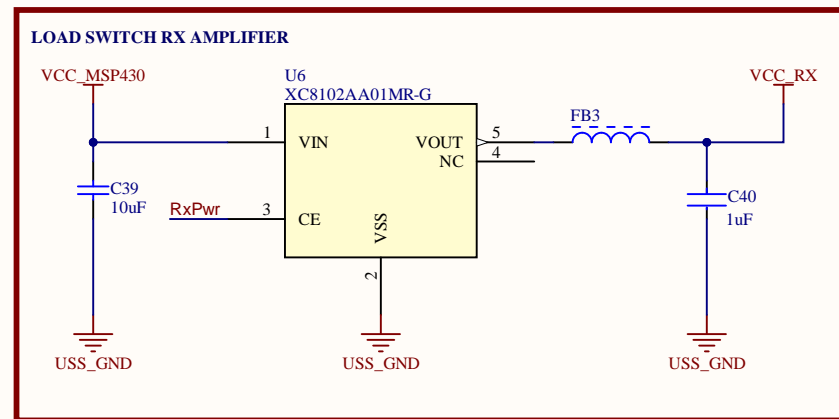 LOAD SWITCH RX AMPLIFIER
VCC_MSP430
U6
XC8102AA01MR-G
VCC_RX
FB3
1
VIN
VOUT
5
NC
4
C39
10uF
RxPwr
3
CE
VSS
2
C40
1uF
USS_GND
USS_GND
USS_GND